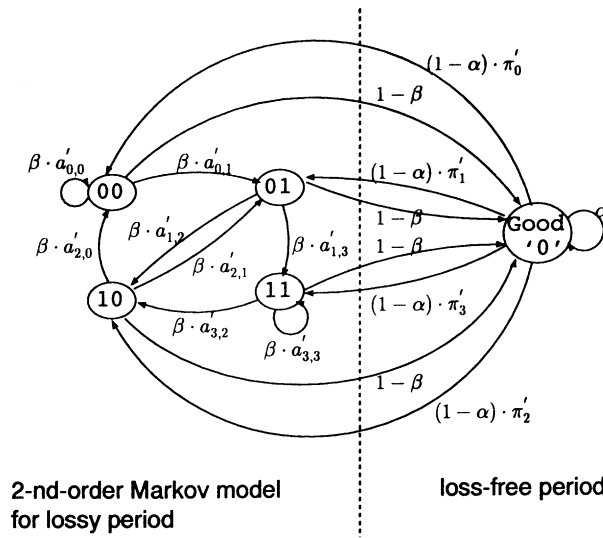 (1−α)·π′₀
1−β
β·a′₀,₀
β·a′₀,₁
(1−α)·π′₁
00
01
1−β
Good
'0'
β·a′₁,₂
β·a′₂,₀
β·a′₂,₁
β·a′₁,₃
1−β
10
11
(1−α)·π′₃
β·a′₃,₂
β·a′₃,₃
1−β
(1−α)·π′₂
2-nd-order Markov model
for lossy period
loss-free period